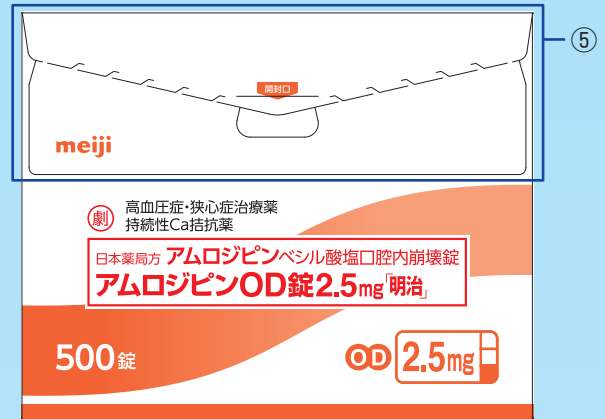 ⑤
開封口
meiji
劇
高血圧症・狭心症治療薬
持続性Ca拮抗薬
日本薬局方 アムロジピンベシル酸塩口腔内崩壊錠
アムロジピンOD錠2.5mg「明治」
500錠
OD 2.5mg